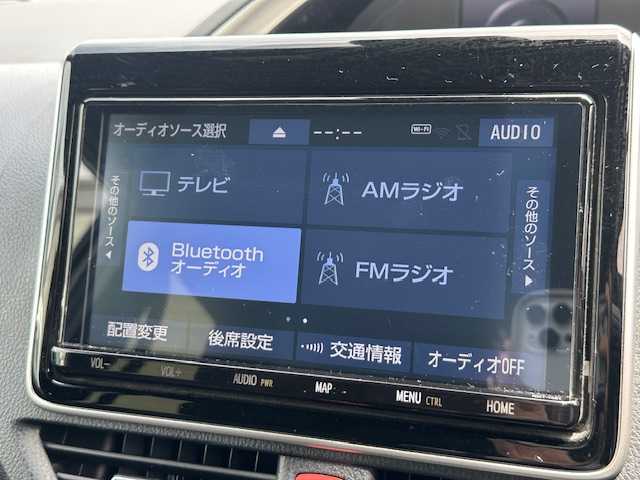 オーディオソース選択
--:--
Wi-Fi
AUDIO
その他のソース
テレビ
AMラジオ
その他のソース
Bluetooth
オーディオ
FMラジオ
配置変更
後席設定
交通情報
オーディオOFF
VOL-
VOL+
AUDIO PWR
MAP
MENU CTRL
HOME